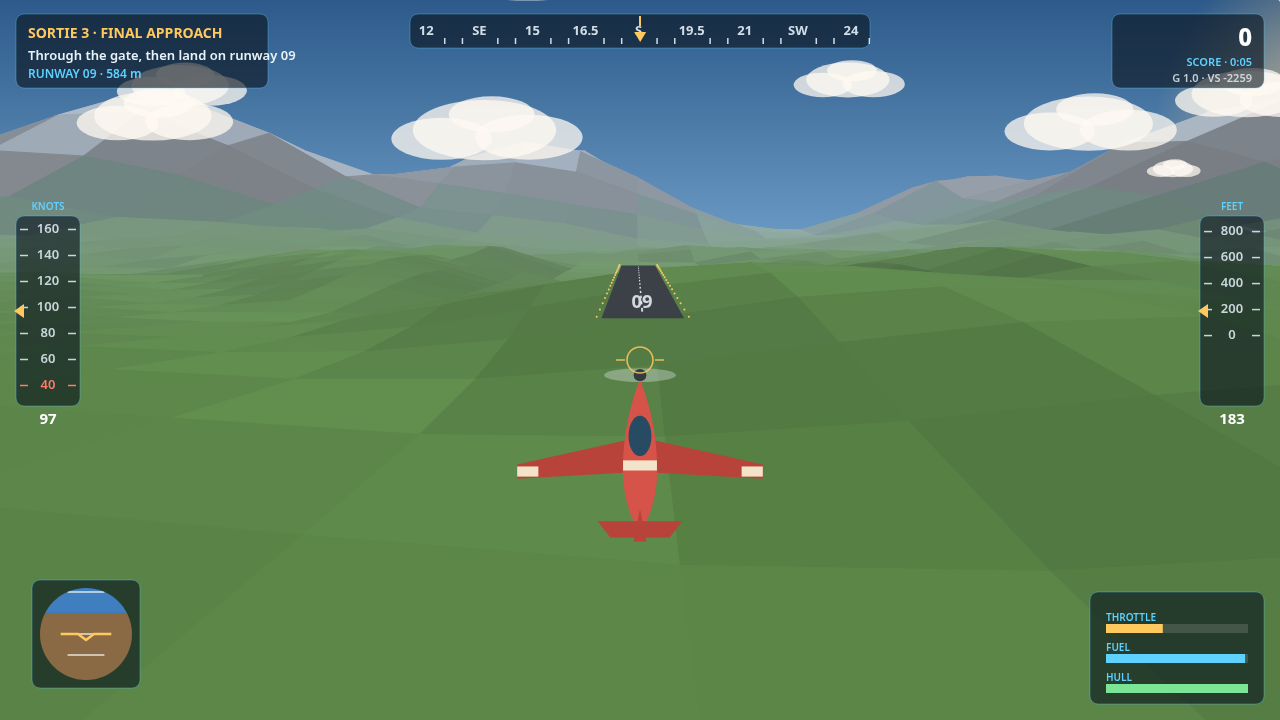 SORTIE 3 · FINAL APPROACH
Through the gate, then land on runway 09
RUNWAY 09 · 584 m
12 SE 15 16.5 S 19.5 21 SW 24
0
SCORE · 0:05
G 1.0 · VS -2259
KNOTS
160
140
120
100
80
60
40
97
FEET
800
600
400
200
0
183
09
THROTTLE
FUEL
HULL